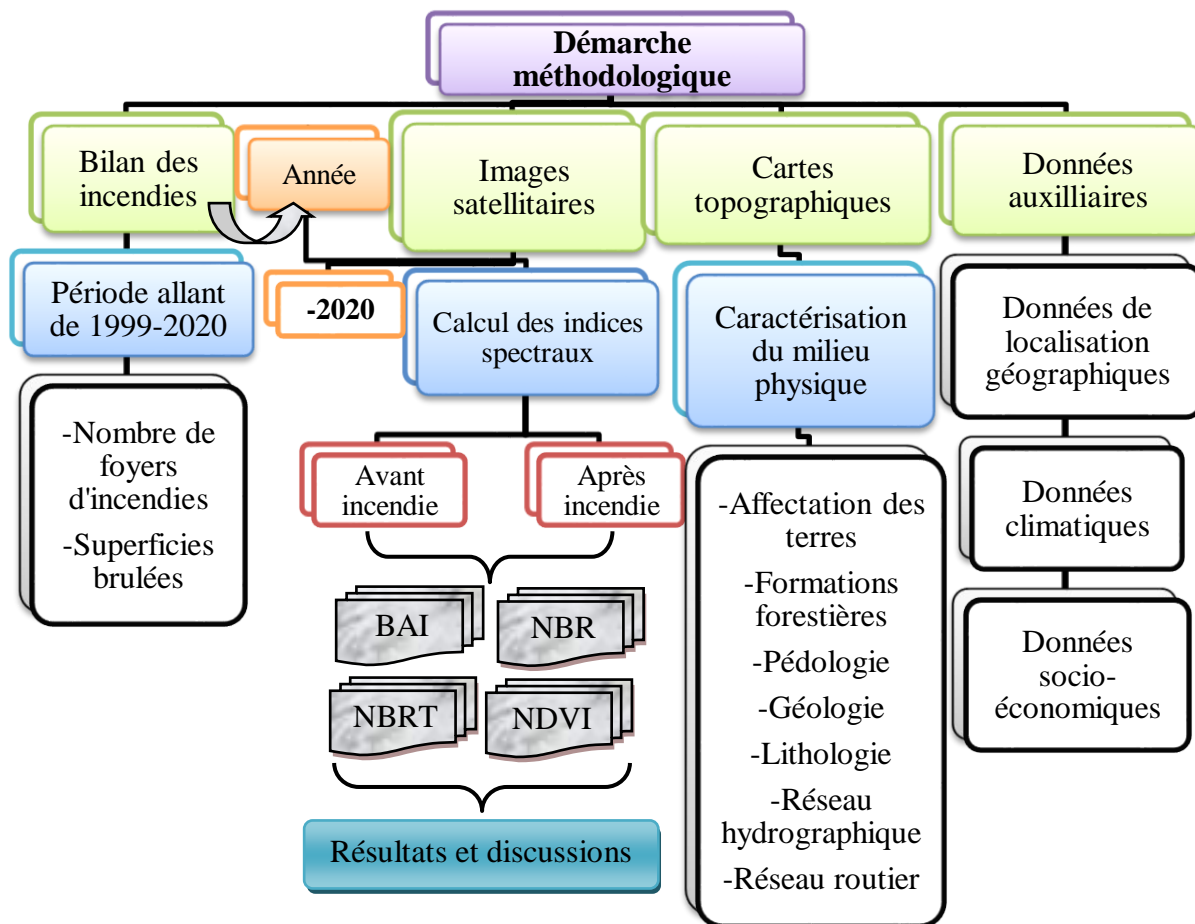 Démarche
méthodologique
Bilan des
incendies
Année
Images
satellitaires
Cartes
topographiques
Données
auxilliaires
Période allant
de 1999-2020
-2020
Calcul des indices
spectraux
Caractérisation
du milieu
physique
Données de
localisation
géographiques
-Nombre de
foyers
d'incendies
-Superficies
brulées
Avant
incendie
Après
incendie
BAI
NBR
NBRT
NDVI
Résultats et discussions
-Affectation des
terres
-Formations
forestières
-Pédologie
-Géologie
-Lithologie
-Réseau
hydrographique
-Réseau routier
Données
climatiques
Données
socio-
économiques